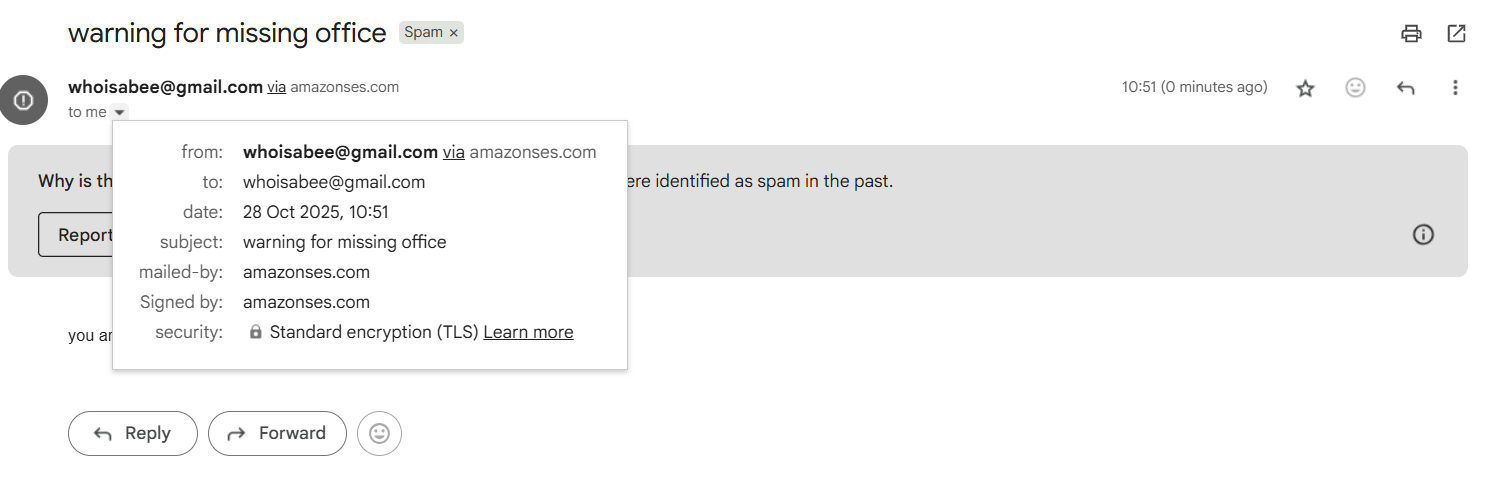 warning for missing office Spam ×
whoisabee@gmail.com via amazonses.com 10:51 (0 minutes ago)
to me
from: whoisabee@gmail.com via amazonses.com
to: whoisabee@gmail.com
date: 28 Oct 2025, 10:51
subject: warning for missing office
mailed-by: amazonses.com
Signed by: amazonses.com
security: Standard encryption (TLS) Learn more
Why is th ere identified as spam in the past.
Report
you ar
Reply Forward